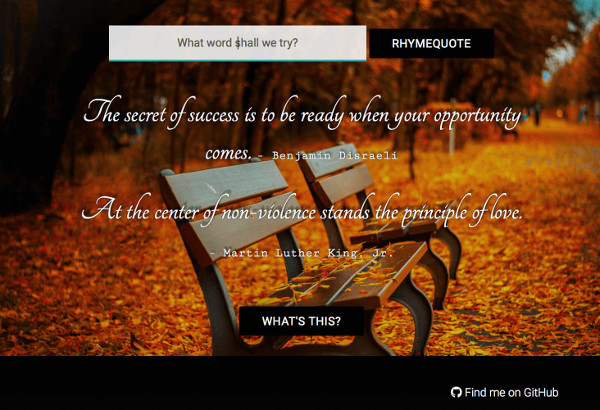 What word shall we try?
RHYMEQUOTE
The secret of success is to be ready when your opportunity
comes. - Benjamin Disraeli
At the center of non-violence stands the principle of love.
- Martin Luther King, Jr.
WHAT'S THIS?
Find me on GitHub